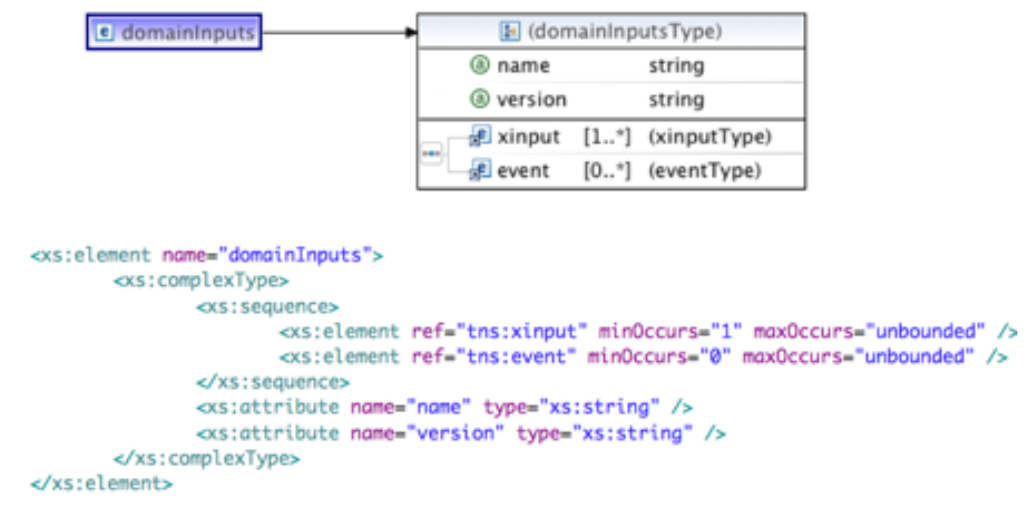 e domainInputs
(domainInputsType)
a name string
a version string
e xinput [1..*] (xinputType)
e event [0..*] (eventType)
<xs:element name="domainInputs">
<xs:complexType>
<xs:sequence>
<xs:element ref="tns:xinput" minOccurs="1" maxOccurs="unbounded" />
<xs:element ref="tns:event" minOccurs="0" maxOccurs="unbounded" />
</xs:sequence>
<xs:attribute name="name" type="xs:string" />
<xs:attribute name="version" type="xs:string" />
</xs:complexType>
</xs:element>